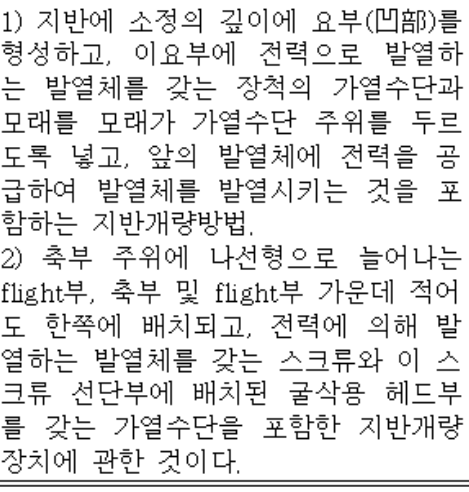 1) 지반에 소정의 깊이에 요부(凹部)를
형성하고, 이요부에 전력으로 발열하
는 발열체를 갖는 장척의 가열수단과
모래를 모래가 가열수단 주위를 두르
도록 넣고, 앞의 발열체에 전력을 공
급하여 발열체를 발열시키는 것을 포
함하는 지반개량방법.
2) 축부 주위에 나선형으로 늘어나는
flight부, 축부 및 flight부 가운데 적어
도 한쪽에 배치되고, 전력에 의해 발
열하는 발열체를 갖는 스크류와 이 스
크류 선단부에 배치된 굴삭용 헤드부
를 갖는 가열수단을 포함한 지반개량
장치에 관한 것이다.